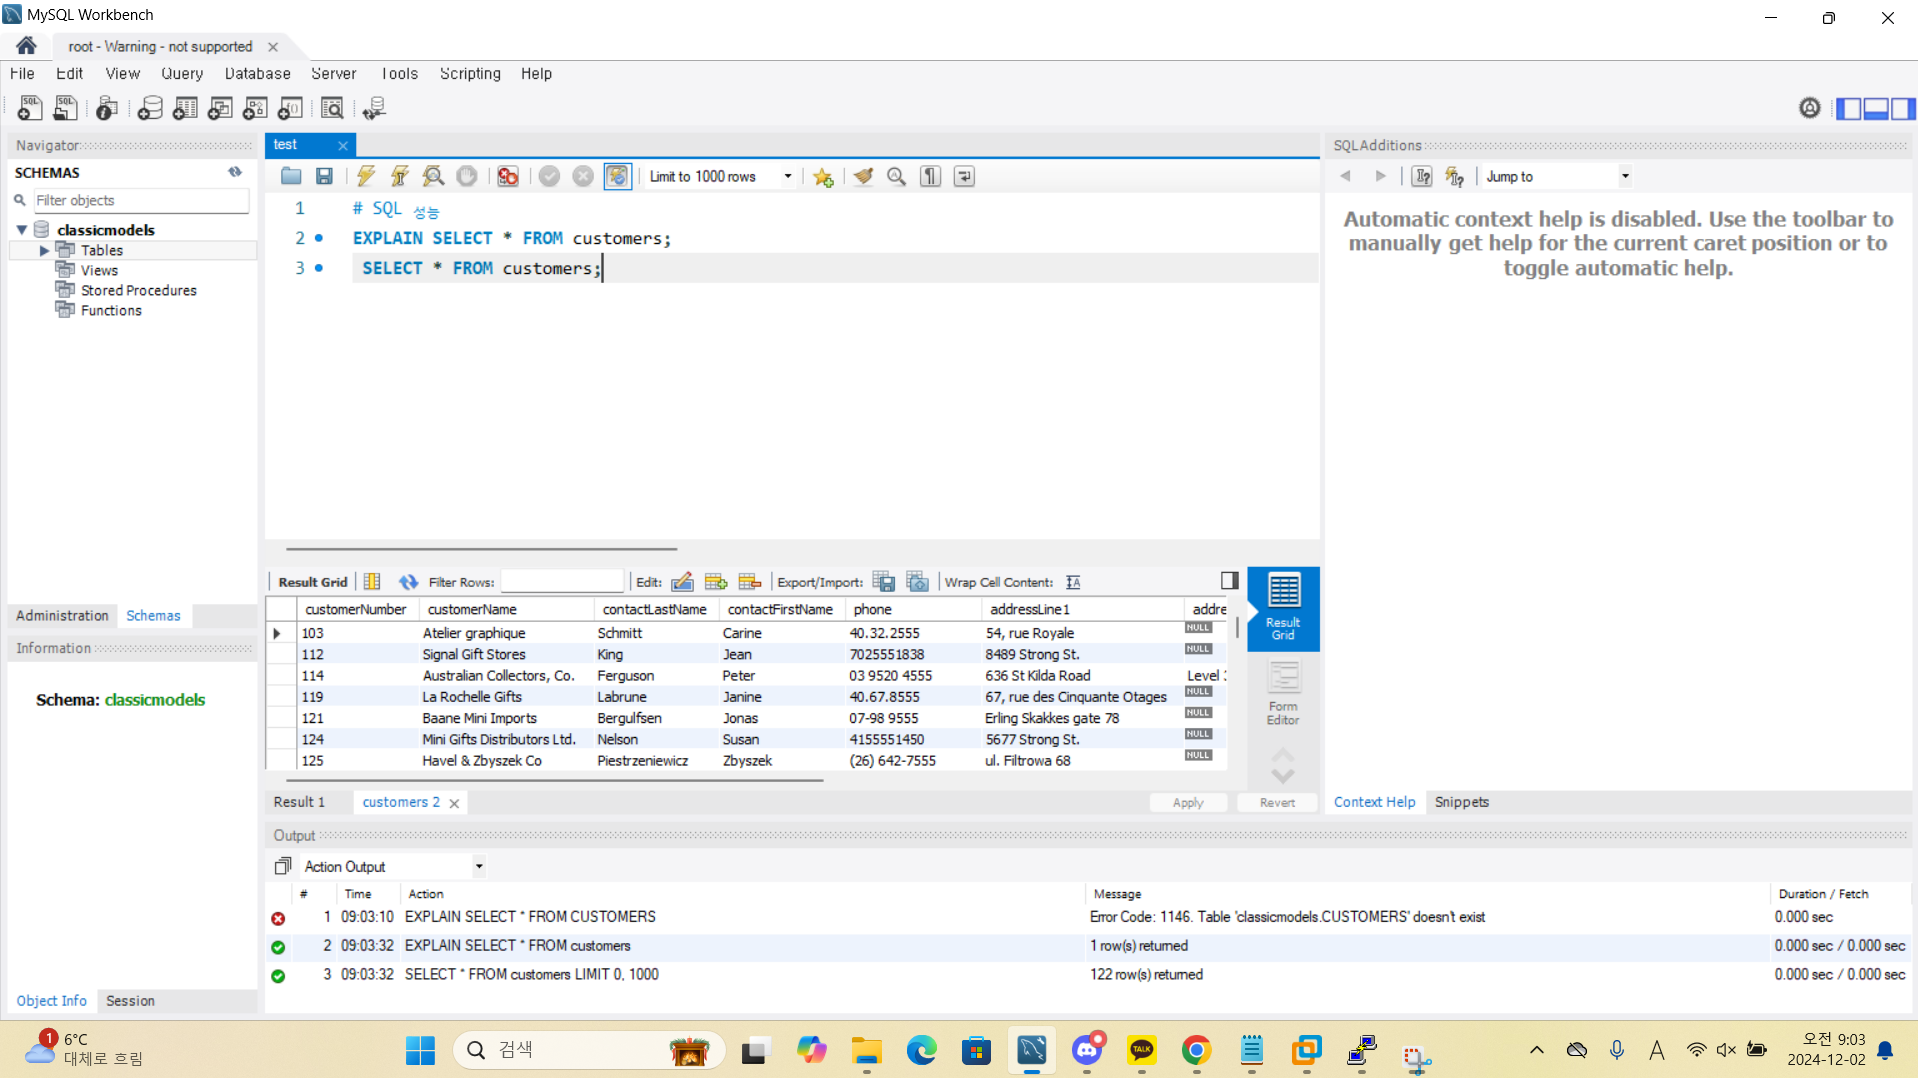 MySQL Workbench
root - Warning - not supported
File Edit View Query Database Server Tools Scripting Help
Navigator
SCHEMAS
Filter objects
classicmodels
Tables
Views
Stored Procedures
Functions
Administration Schemas
Information
Schema: classicmodels
Object Info Session
test
Limit to 1000 rows
1 # SQL 성능
2 EXPLAIN SELECT * FROM customers;
3 SELECT * FROM customers;
Result Grid Filter Rows: Edit: Export/Import: Wrap Cell Content:
customerNumber customerName contactLastName contactFirstName phone addressLine1 addre
103 Atelier graphique Schmitt Carine 40.32.2555 54, rue Royale NULL
112 Signal Gift Stores King Jean 7025551838 8489 Strong St. NULL
114 Australian Collectors, Co. Ferguson Peter 03 9520 4555 636 St Kilda Road Level
119 La Rochelle Gifts Labrune Janine 40.67.8555 67, rue des Cinquante Otages NULL
121 Baane Mini Imports Bergulfsen Jonas 07-98 9555 Erling Skakkes gate 78 NULL
124 Mini Gifts Distributors Ltd. Nelson Susan 4155551450 5677 Strong St. NULL
125 Havel & Zbyszek Co Piestrzeniewicz Zbyszek (26) 642-7555 ul. Filtrowa 68 NULL
Result
Grid
Form
Editor
Result 1 customers 2 Apply Revert
SQLAdditions
Jump to
Automatic context help is disabled. Use the toolbar to
manually get help for the current caret position or to
toggle automatic help.
Context Help Snippets
Output
Action Output
# Time Action Message Duration / Fetch
1 09:03:10 EXPLAIN SELECT * FROM CUSTOMERS Error Code: 1146. Table 'classicmodels.CUSTOMERS' doesn't exist 0.000 sec
2 09:03:32 EXPLAIN SELECT * FROM customers 1 row(s) returned 0.000 sec / 0.000 sec
3 09:03:32 SELECT * FROM customers LIMIT 0, 1000 122 row(s) returned 0.000 sec / 0.000 sec
1
6°C
대체로 흐림
검색
TALK
A
오전 9:03
2024-12-02